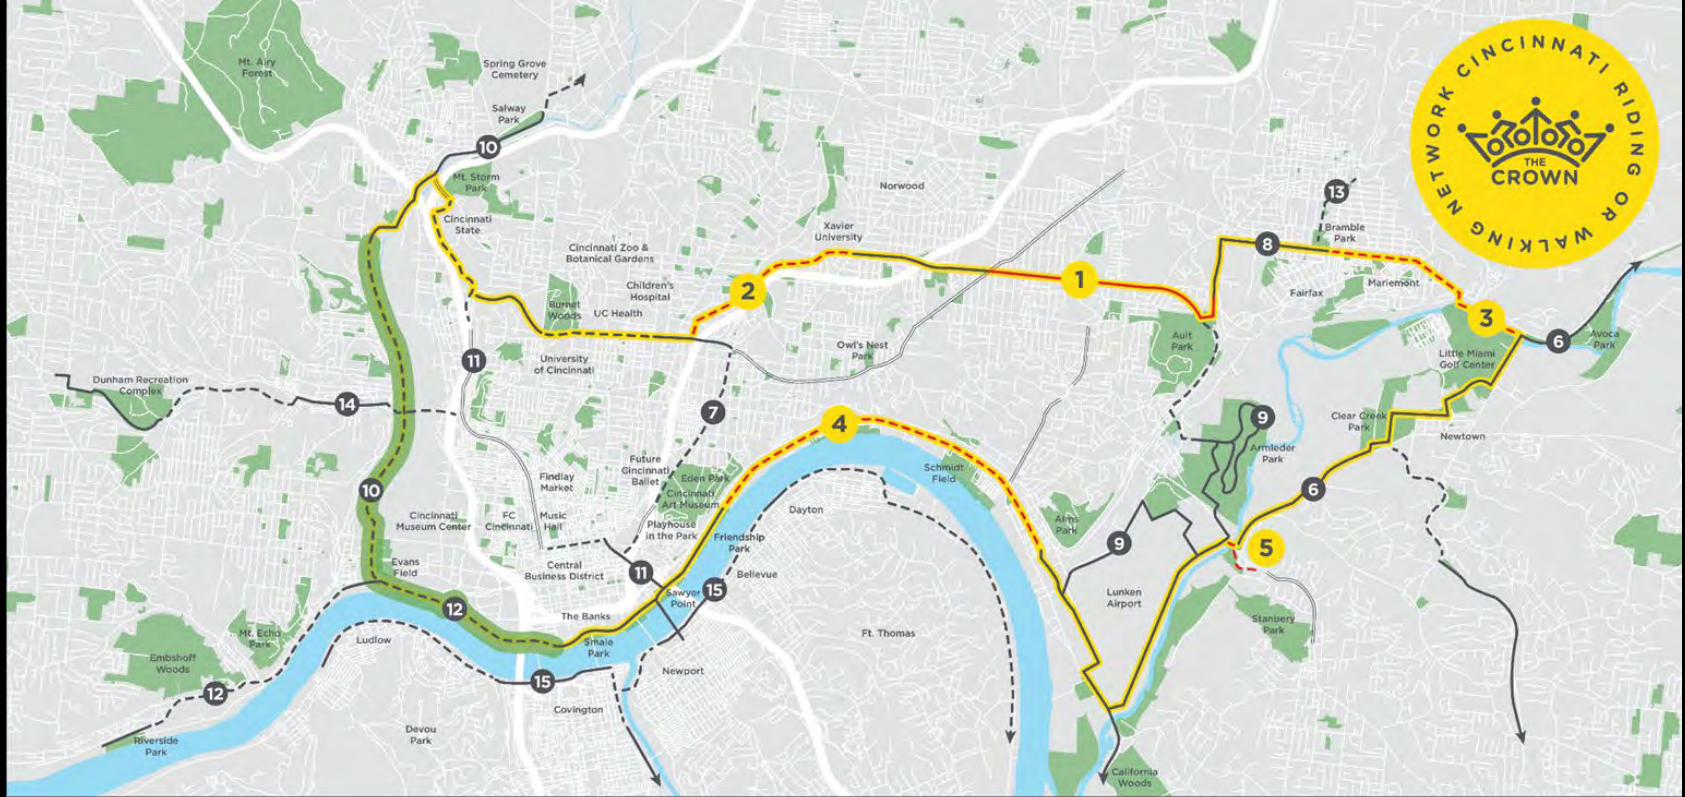 CINCINNATI RIDING OR WALKING NETWORK
THE
CROWN
Mt. Airy
Forest
Spring Grove
Cemetery
Salway
Park
10
Mt. Storm
Park
Cincinnati
State
Norwood
13
Bramble
Park
8
Xavier
University
Cincinnati Zoo &
Botanical Gardens
Children's
Hospital
2
1
Mariemont
Fairfax
3
Burnet
Woods
UC Health
Ault
Park
6
Avoca
Park
Owl's Nest
Park
Little Miami
Golf Center
11
University
of Cincinnati
Dunham Recreation
Complex
14
7
4
9
Clear Creek
Park
Newtown
Armleder
Park
Future
Cincinnati
Ballet
Schmidt
Field
Findlay
Market
Eden Park
Cincinnati
Art Museum
10
6
Cincinnati
Museum Center
FC
Cincinnati
Music
Hall
Playhouse
in the Park
Dayton
Alms
Park
Friendship
Park
9
5
Evans
Field
Central
Business District
11
Bellevue
15
Sawyer
Point
Lunken
Airport
12
The Banks
Stanbery
Park
Mt. Echo
Park
Ludlow
Smale
Park
Ft. Thomas
Embshoff
Woods
Newport
12
15
Covington
Devou
Park
Riverside
Park
California
Woods